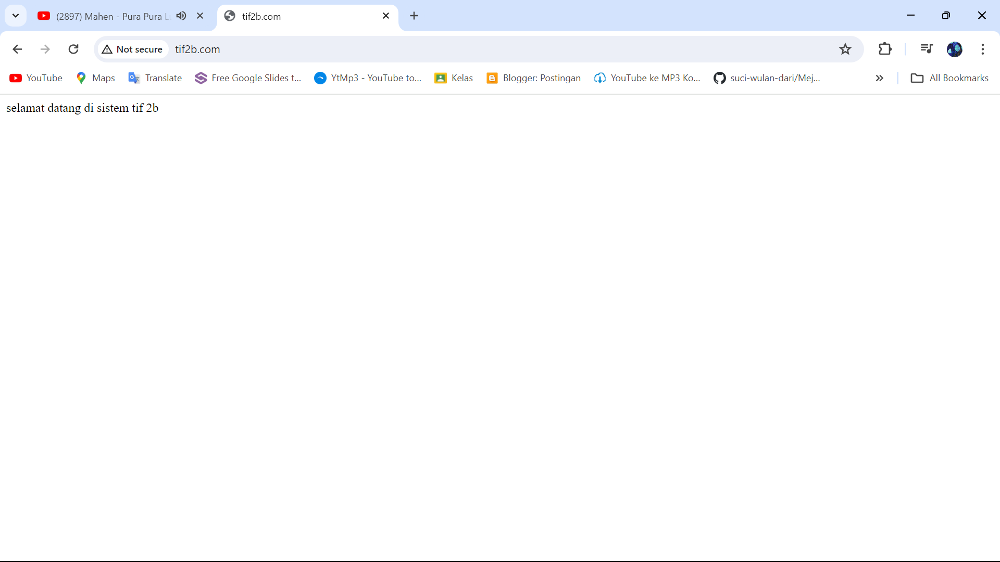 (2897) Mahen - Pura Pura L
tif2b.com
Not secure
tif2b.com
YouTube
Maps
Translate
Free Google Slides t...
YtMp3 - YouTube to...
Kelas
Blogger: Postingan
YouTube ke MP3 Ko...
suci-wulan-dari/Mej...
All Bookmarks
selamat datang di sistem tif 2b